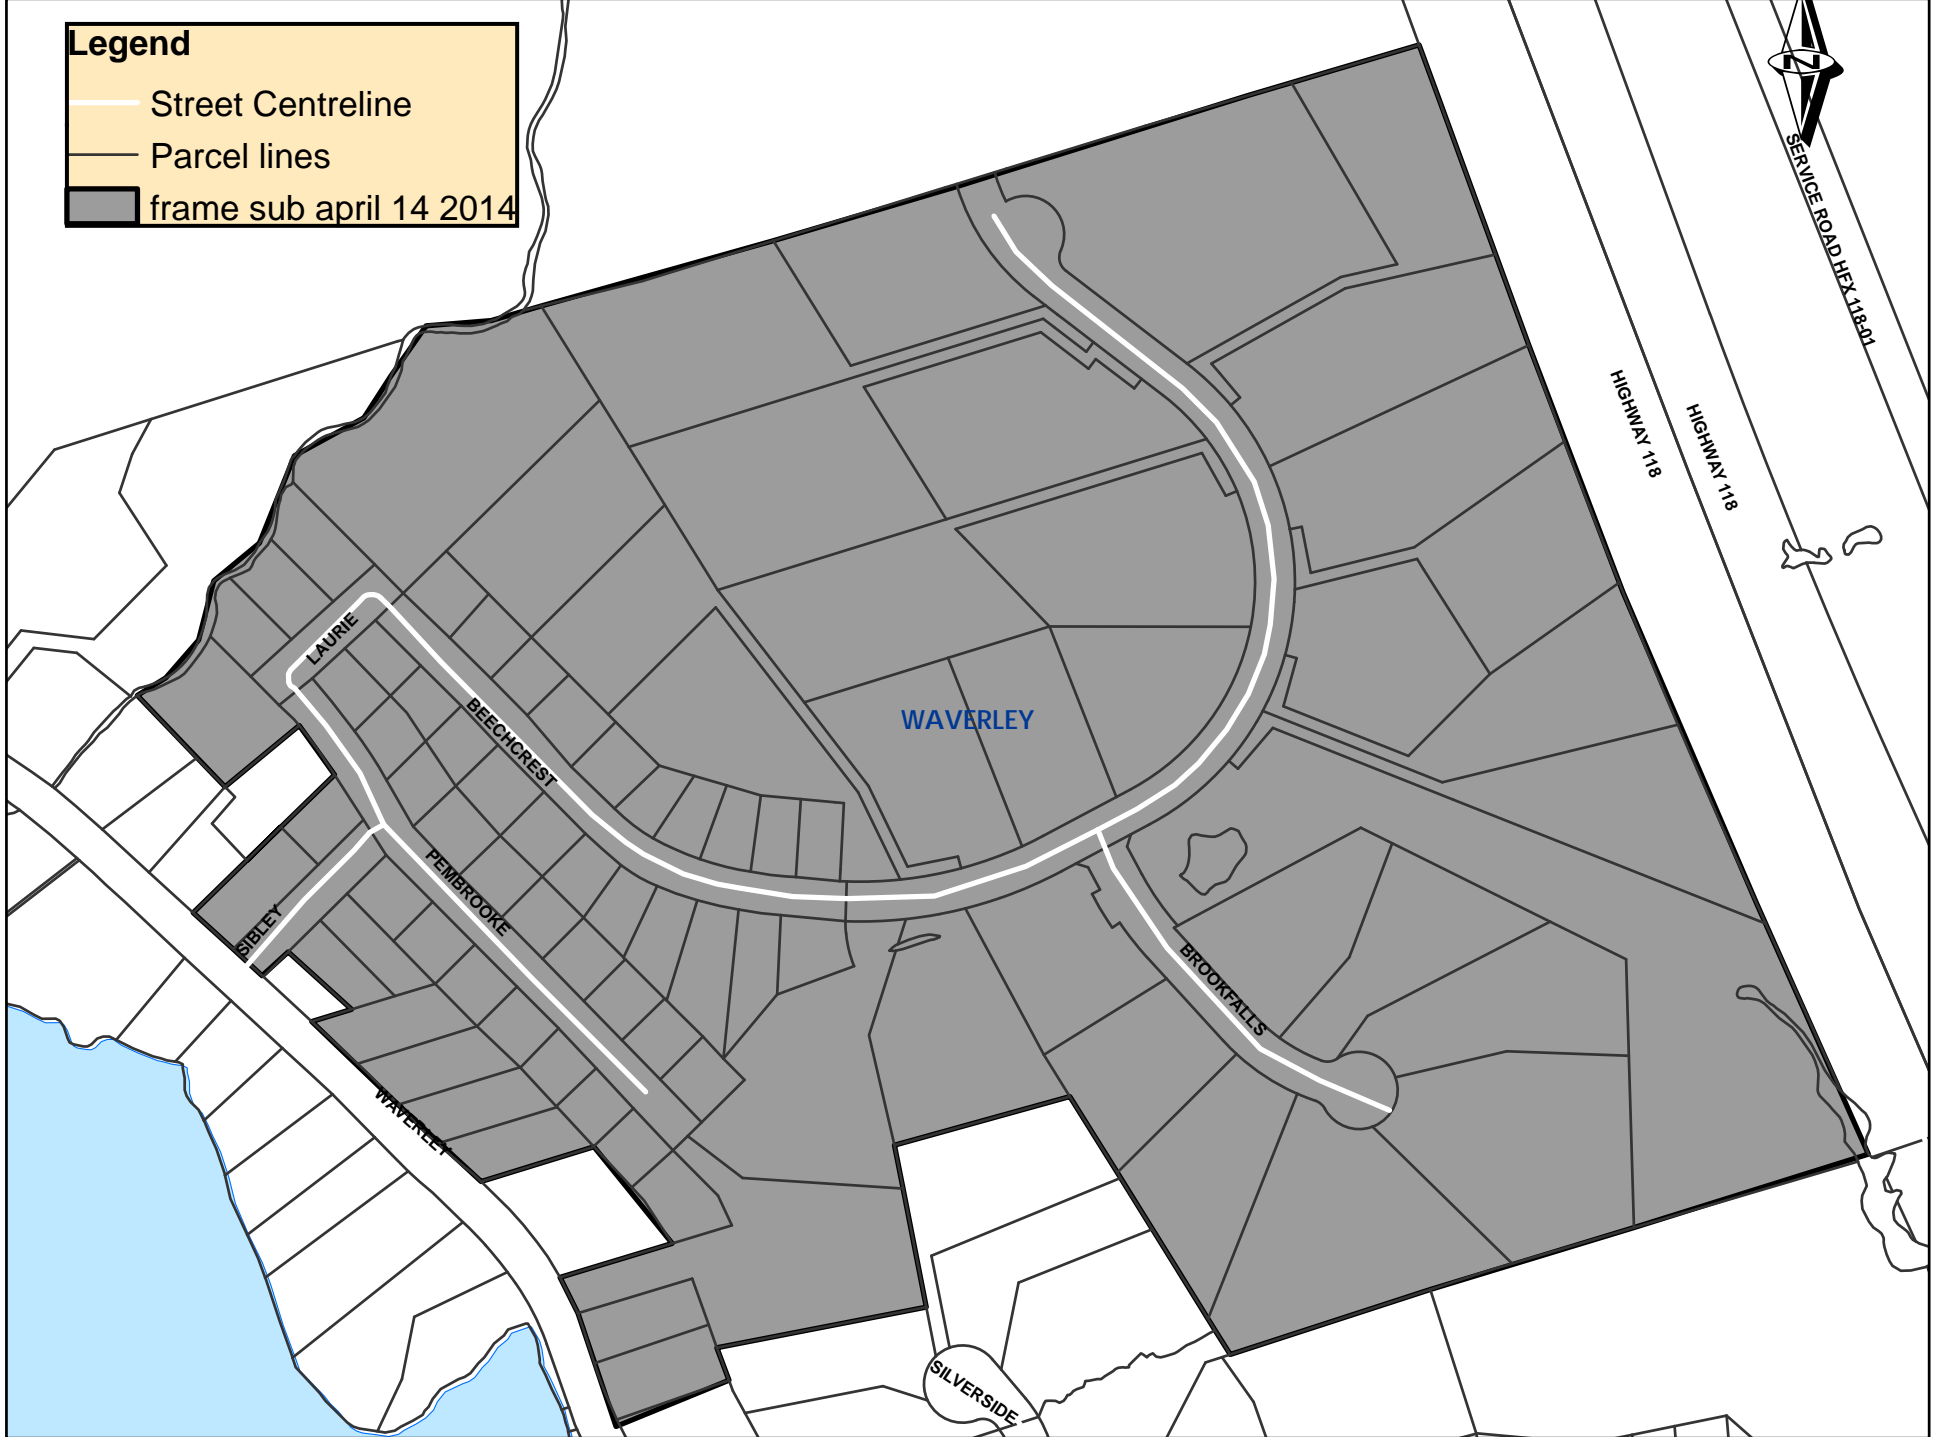 Legend
Street Centreline
Parcel lines
frame sub april 14 2014
N
SERVICE ROAD HFX 118-01
HIGHWAY 118
HIGHWAY 118
LAURIE
BEECHCREST
WAVERLEY
PEMBROOKE
SIBLEY
BROOKFALLS
WAVERLEY
SILVERSIDE